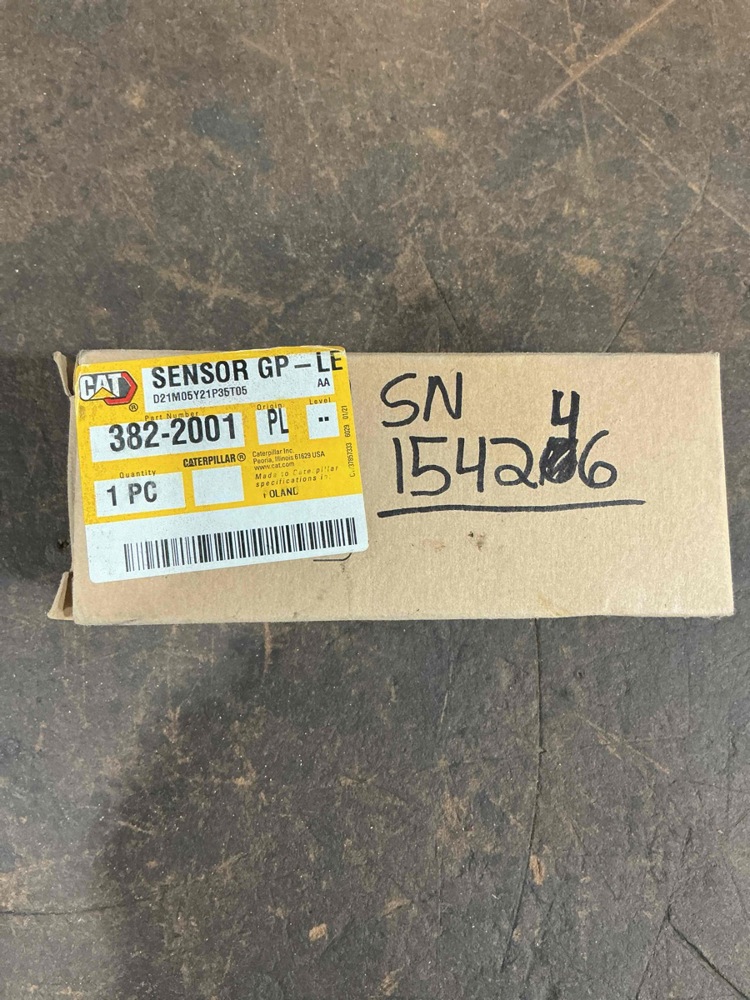 CAT
®
SENSOR GP-LE
D21M05Y21P35T05
AA
Part Number
382-2001
Origin
PL
Level
--
Quantity
1 PC
CATERPILLAR®
Caterpillar Inc.
Peoria, Illinois 61629 USA
www.cat.com
Made to Caterpillar
specifications in:
POLAND
SN
4
15426